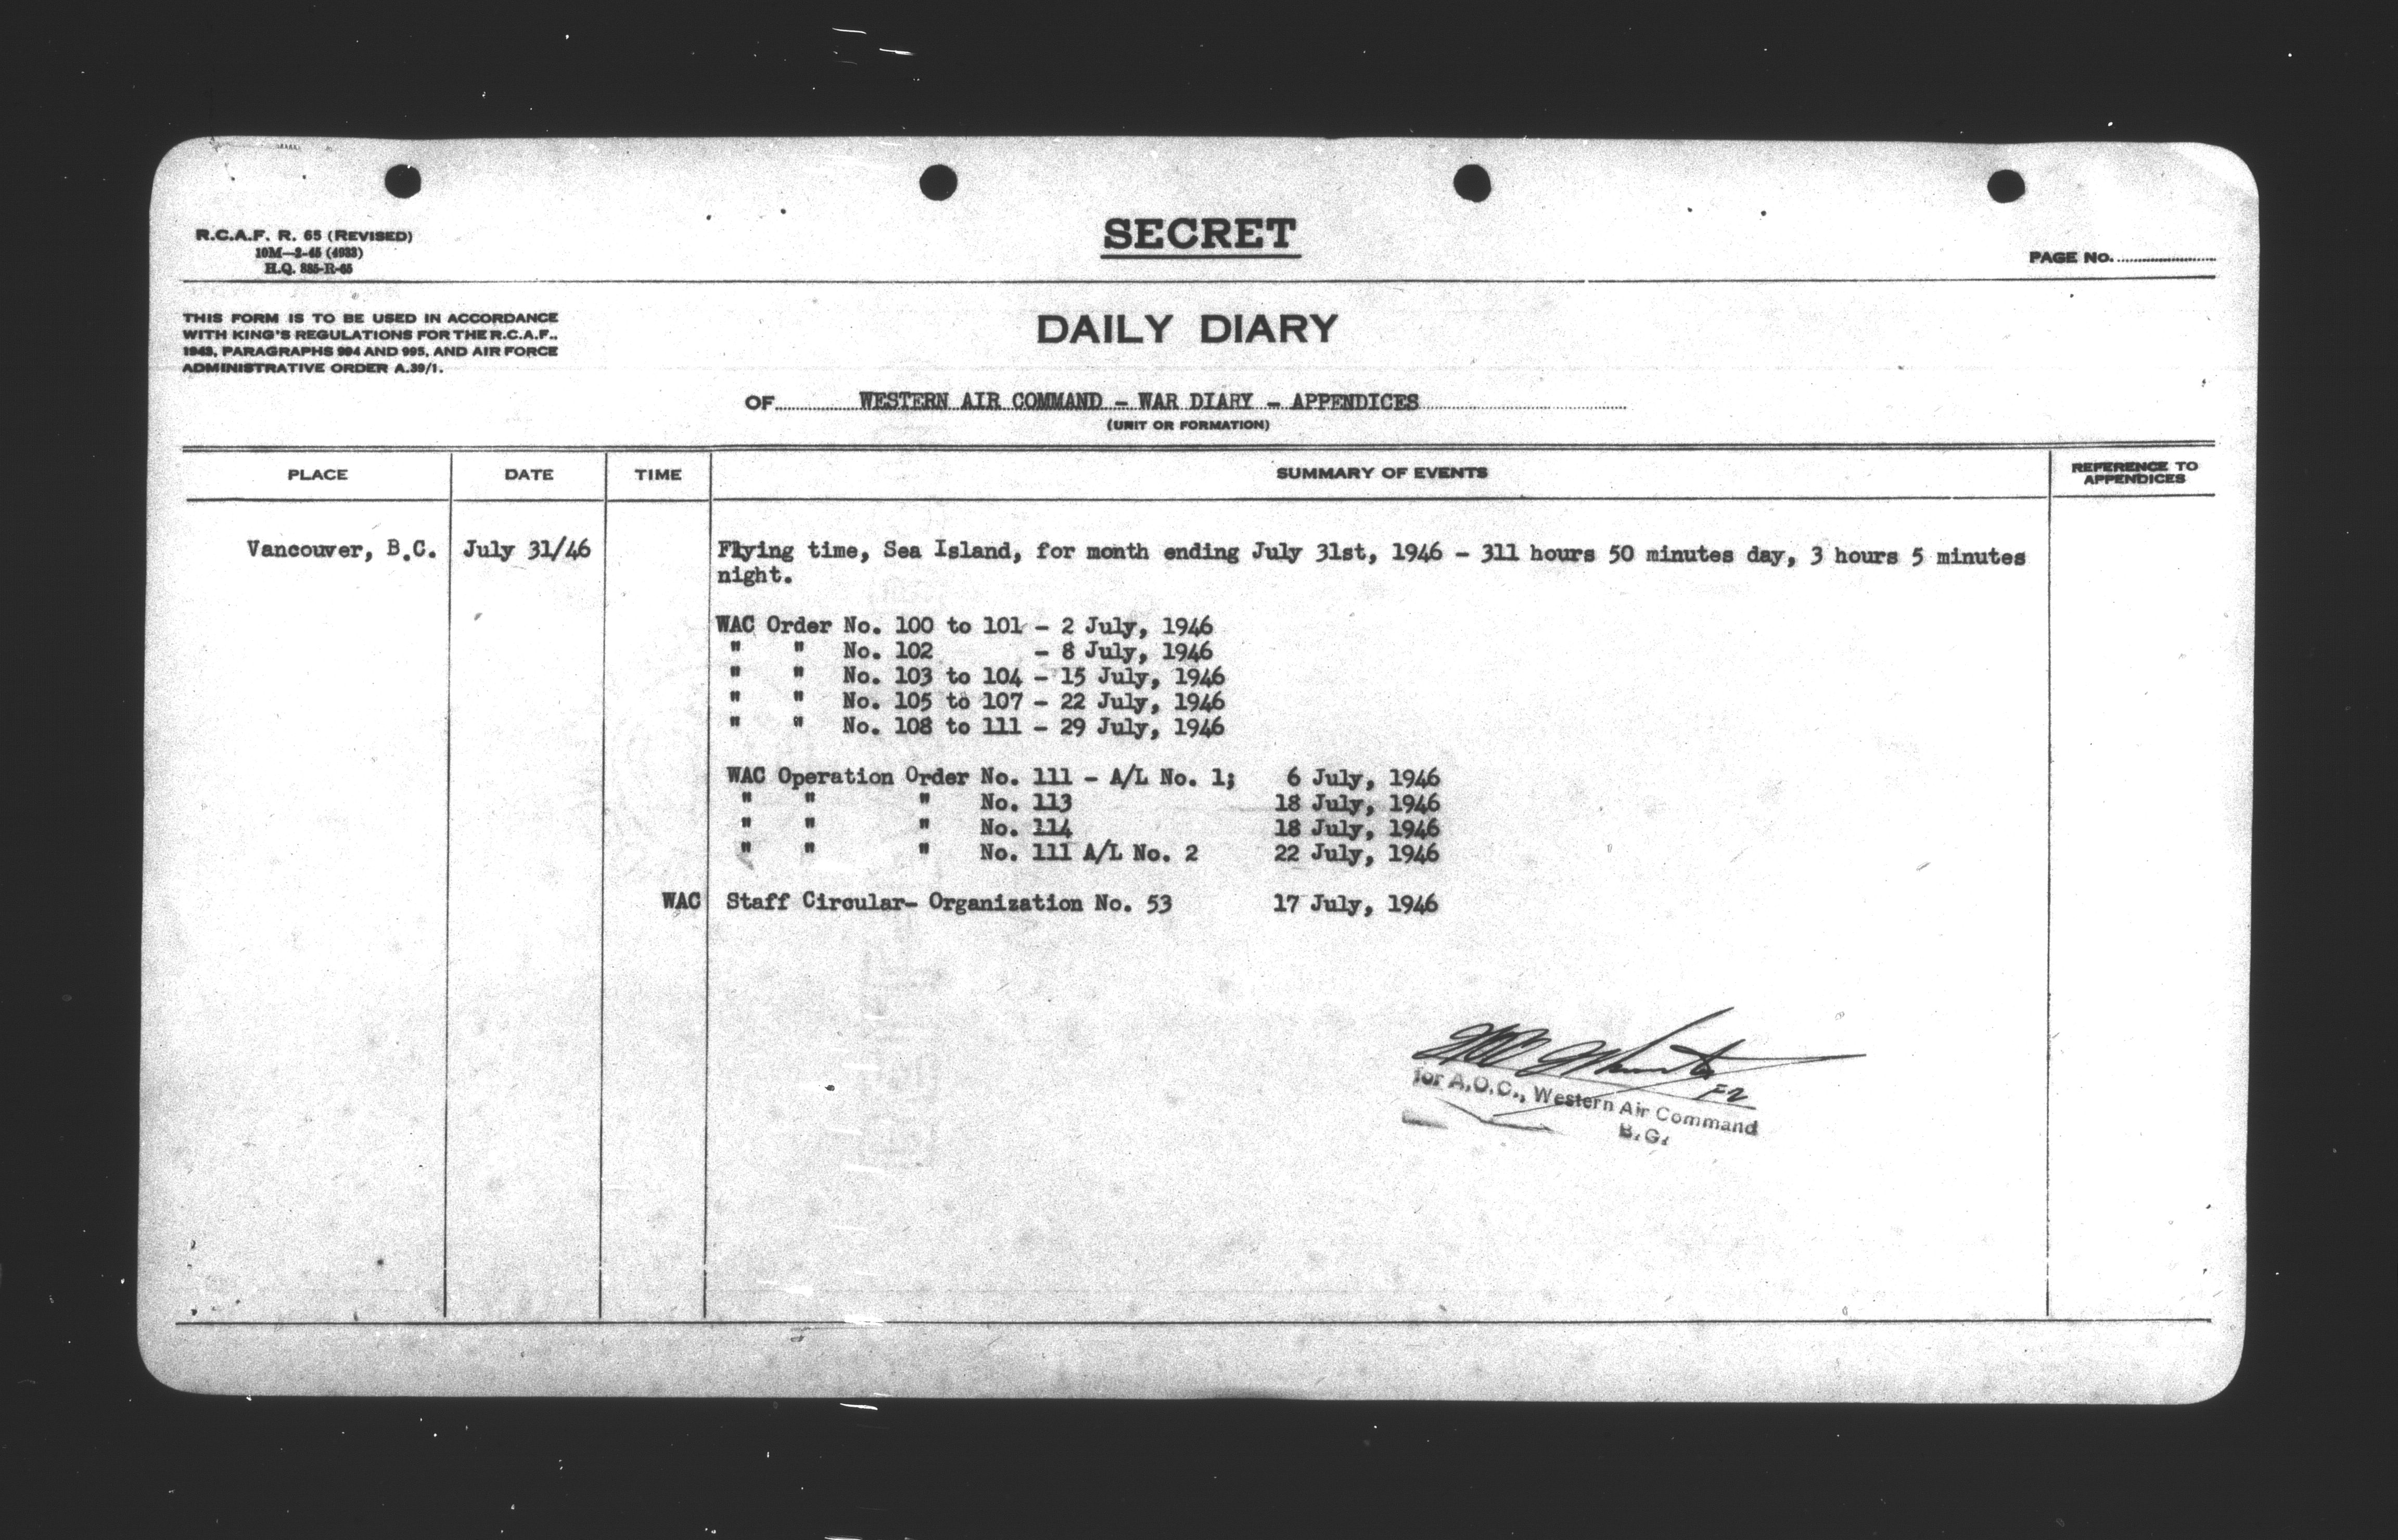 R.C.A.F. R. 65 (REVISED)
10M—2-45 (4933)
H.Q. 885-R-65
SECRET
PAGE No.
THIS FORM IS TO BE USED IN ACCORDANCE
WITH KING'S REGULATIONS FOR THE R.C.A.F.,
1943, PARAGRAPHS 994 AND 995, AND AIR FORCE
ADMINISTRATIVE ORDER A.39/1.
DAILY DIARY
OF WESTERN AIR COMMAND - WAR DIARY - APPENDICES
(UNIT OR FORMATION)
PLACE DATE TIME SUMMARY OF EVENTS REFERENCE TO APPENDICES
Vancouver, B.C. July 31/46 Flying time, Sea Island, for month ending July 31st, 1946 - 311 hours 50 minutes day, 3 hours 5 minutes
night.
WAC Order No. 100 to 101 - 2 July, 1946
" " No. 102 - 8 July, 1946
" " No. 103 to 104 - 15 July, 1946
" " No. 105 to 107 - 22 July, 1946
" " No. 108 to 111 - 29 July, 1946
WAC Operation Order No. 111 - A/L No. 1; 6 July, 1946
" " " No. 113 18 July, 1946
" " " No. 114 18 July, 1946
" " " No. 111 A/L No. 2 22 July, 1946
WAC Staff Circular- Organization No. 53 17 July, 1946
for A.O.C., Western Air Command